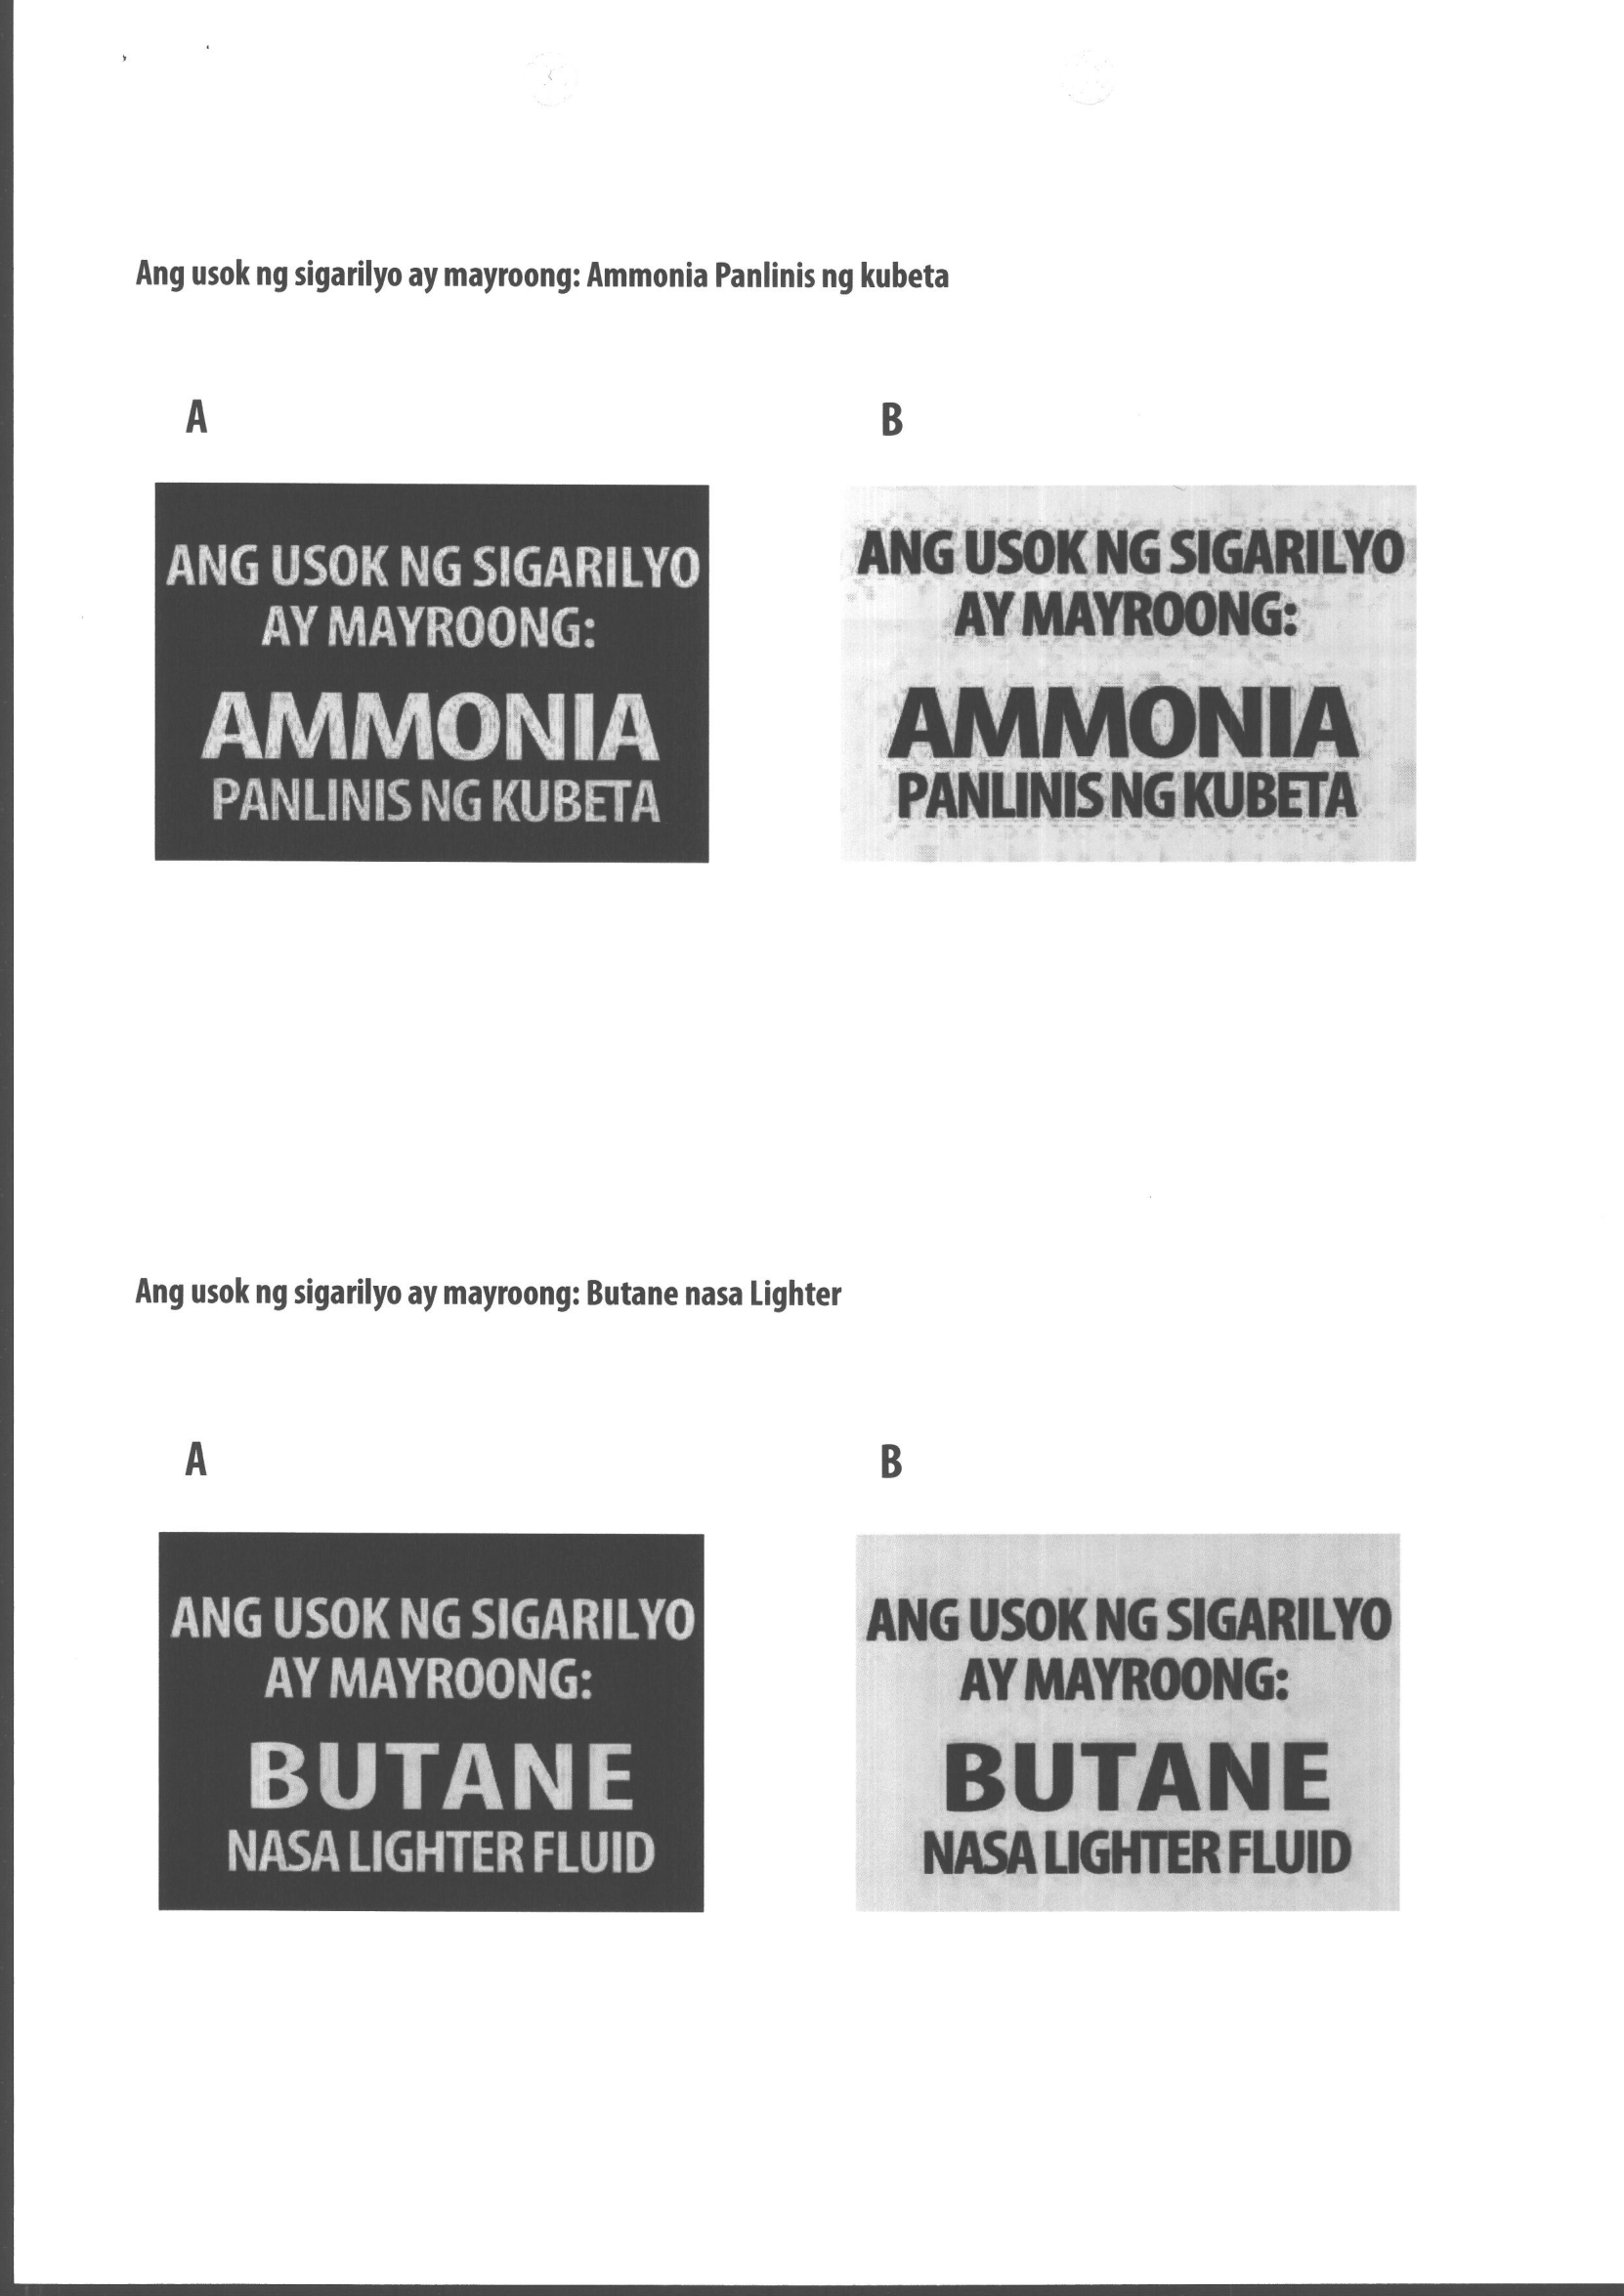 Ang usok ng sigarilyo ay mayroong: Ammonia Panlinis ng kubeta
A
ANG USOK NG SIGARILYO
AY MAYROONG:
AMMONIA
PANLINIS NG KUBETA
B
ANG USOK NG SIGARILYO
AY MAYROONG:
AMMONIA
PANLINIS NG KUBETA
Ang usok ng sigarilyo ay mayroong: Butane nasa Lighter
A
ANG USOK NG SIGARILYO
AY MAYROONG:
BUTANE
NASA LIGHTER FLUID
B
ANG USOK NG SIGARILYO
AY MAYROONG:
BUTANE
NASA LIGHTER FLUID